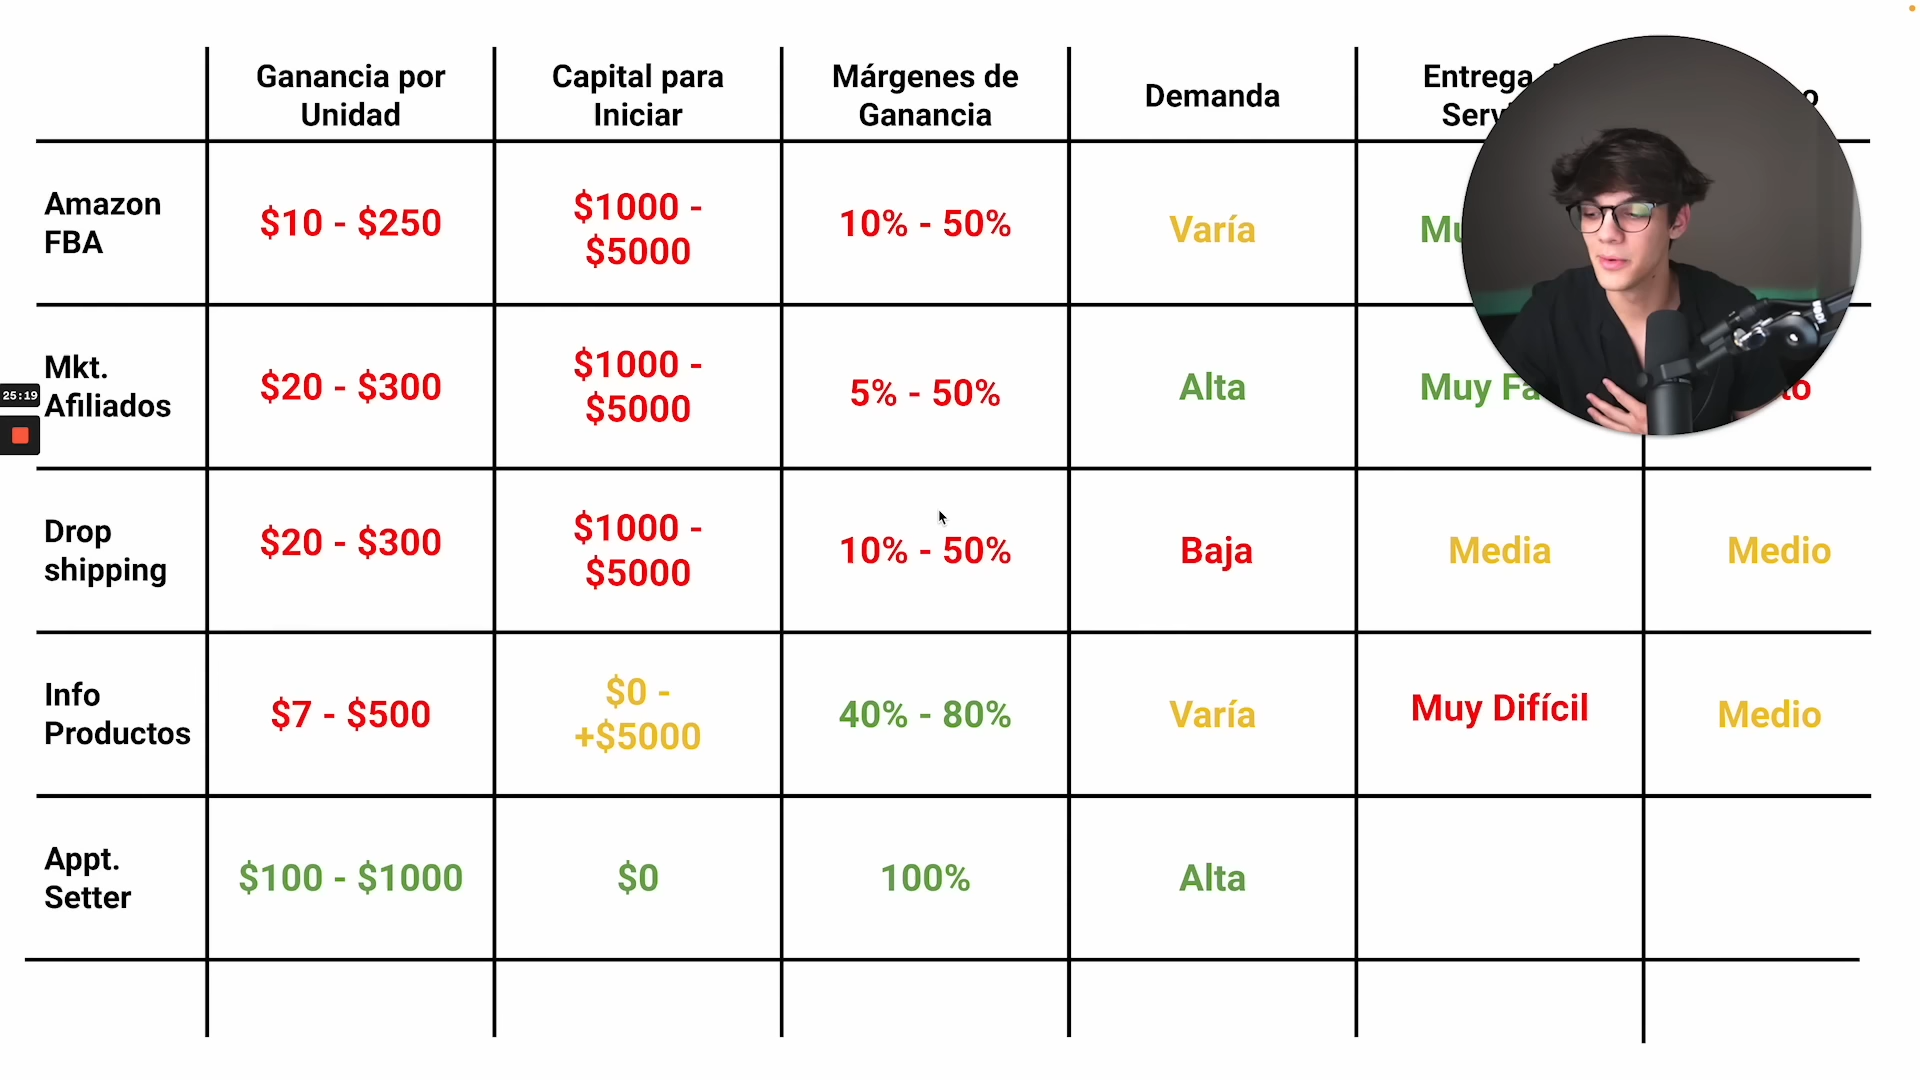 Ganancia por
Unidad
Capital para
Iniciar
Márgenes de
Ganancia
Demanda
Entrega
Amazon
FBA
$10 - $250
$1000 -
$5000
10% - 50%
Varía
Mkt.
Afiliados
$20 - $300
$1000 -
$5000
5% - 50%
Alta
Muy
25:19
Drop
shipping
$20 - $300
$1000 -
$5000
10% - 50%
Baja
Media
Medio
Info
Productos
$7 - $500
$0 -
+$5000
40% - 80%
Varía
Muy Difícil
Medio
Appt.
Setter
$100 - $1000
$0
100%
Alta